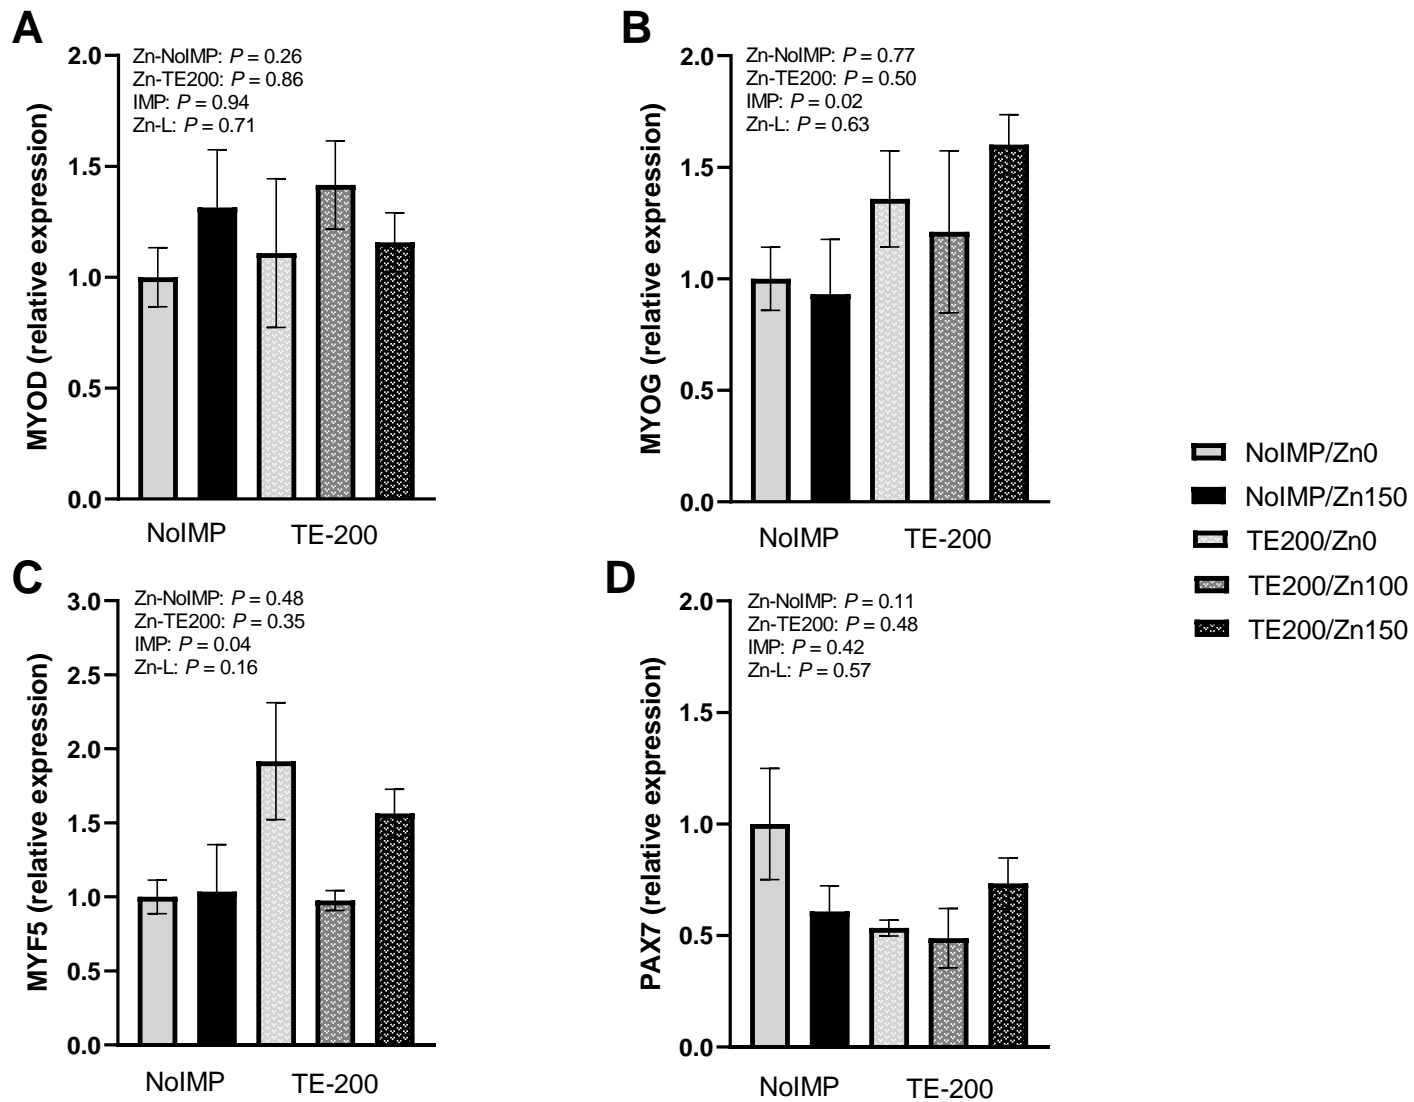 A
Zn-NoIMP: P = 0.26
Zn-TE200: P = 0.86
IMP: P = 0.94
Zn-L: P = 0.71
MYOD (relative expression)
2.0
1.5
1.0
0.5
0.0
NoIMP TE-200
B
Zn-NoIMP: P = 0.77
Zn-TE200: P = 0.50
IMP: P = 0.02
Zn-L: P = 0.63
MYOG (relative expression)
2.0
1.5
1.0
0.5
0.0
NoIMP TE-200
C
Zn-NoIMP: P = 0.48
Zn-TE200: P = 0.35
IMP: P = 0.04
Zn-L: P = 0.16
MYF5 (relative expression)
3.0
2.5
2.0
1.5
1.0
0.5
0.0
NoIMP TE-200
D
Zn-NoIMP: P = 0.11
Zn-TE200: P = 0.48
IMP: P = 0.42
Zn-L: P = 0.57
PAX7 (relative expression)
2.0
1.5
1.0
0.5
0.0
NoIMP TE-200
NoIMP/Zn0
NoIMP/Zn150
TE200/Zn0
TE200/Zn100
TE200/Zn150